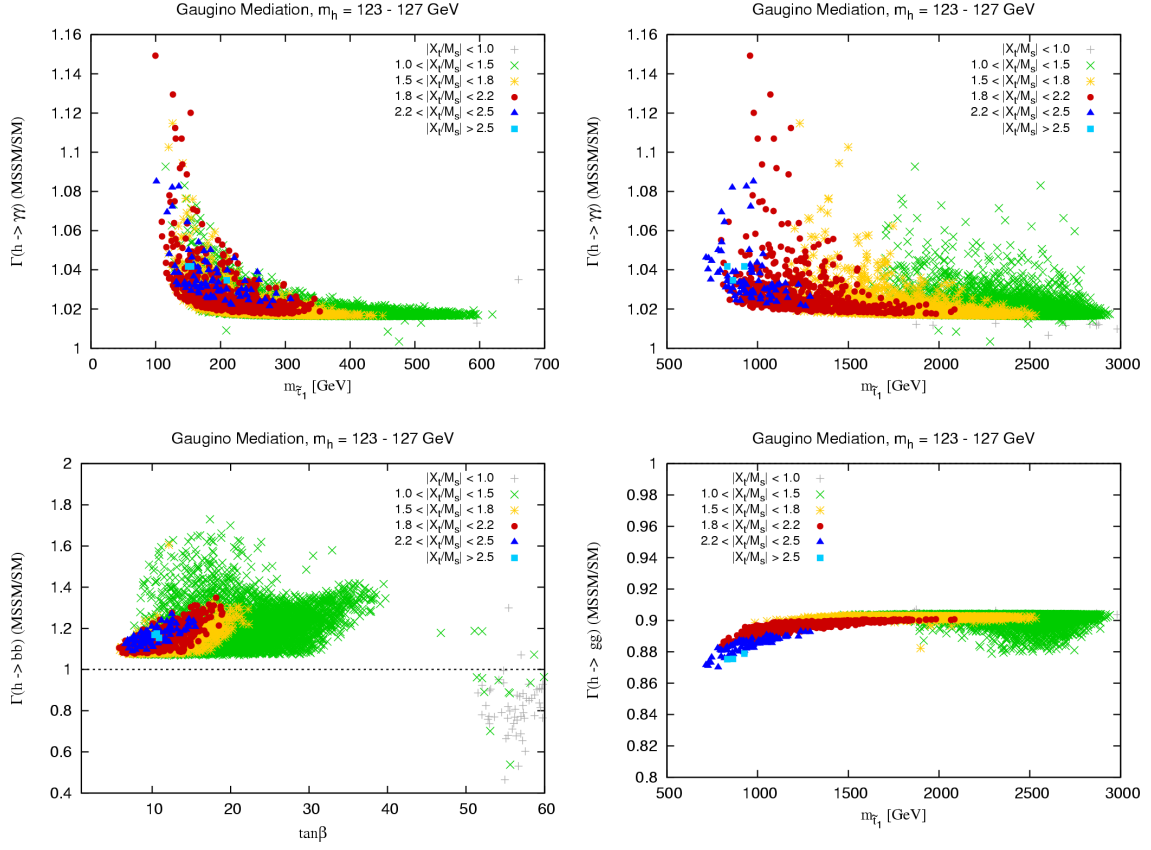 Gaugino Mediation, m_h = 123 - 127 GeV
Γ(h -> γγ) (MSSM/SM)
1.16
1.14
1.12
1.1
1.08
1.06
1.04
1.02
1
|X_t/M_s| < 1.0
1.0 < |X_t/M_s| < 1.5
1.5 < |X_t/M_s| < 1.8
1.8 < |X_t/M_s| < 2.2
2.2 < |X_t/M_s| < 2.5
|X_t/M_s| > 2.5
0 100 200 300 400 500 600 700
m_τ̃_1 [GeV]
Gaugino Mediation, m_h = 123 - 127 GeV
Γ(h -> γγ) (MSSM/SM)
1.16
1.14
1.12
1.1
1.08
1.06
1.04
1.02
1
|X_t/M_s| < 1.0
1.0 < |X_t/M_s| < 1.5
1.5 < |X_t/M_s| < 1.8
1.8 < |X_t/M_s| < 2.2
2.2 < |X_t/M_s| < 2.5
|X_t/M_s| > 2.5
500 1000 1500 2000 2500 3000
m_t̃_1 [GeV]
Gaugino Mediation, m_h = 123 - 127 GeV
Γ(h -> bb) (MSSM/SM)
2
1.8
1.6
1.4
1.2
1
0.8
0.6
0.4
|X_t/M_s| < 1.0
1.0 < |X_t/M_s| < 1.5
1.5 < |X_t/M_s| < 1.8
1.8 < |X_t/M_s| < 2.2
2.2 < |X_t/M_s| < 2.5
|X_t/M_s| > 2.5
10 20 30 40 50 60
tanβ
Gaugino Mediation, m_h = 123 - 127 GeV
Γ(h -> gg) (MSSM/SM)
1
0.98
0.96
0.94
0.92
0.9
0.88
0.86
0.84
0.82
0.8
|X_t/M_s| < 1.0
1.0 < |X_t/M_s| < 1.5
1.5 < |X_t/M_s| < 1.8
1.8 < |X_t/M_s| < 2.2
2.2 < |X_t/M_s| < 2.5
|X_t/M_s| > 2.5
500 1000 1500 2000 2500 3000
m_t̃_1 [GeV]